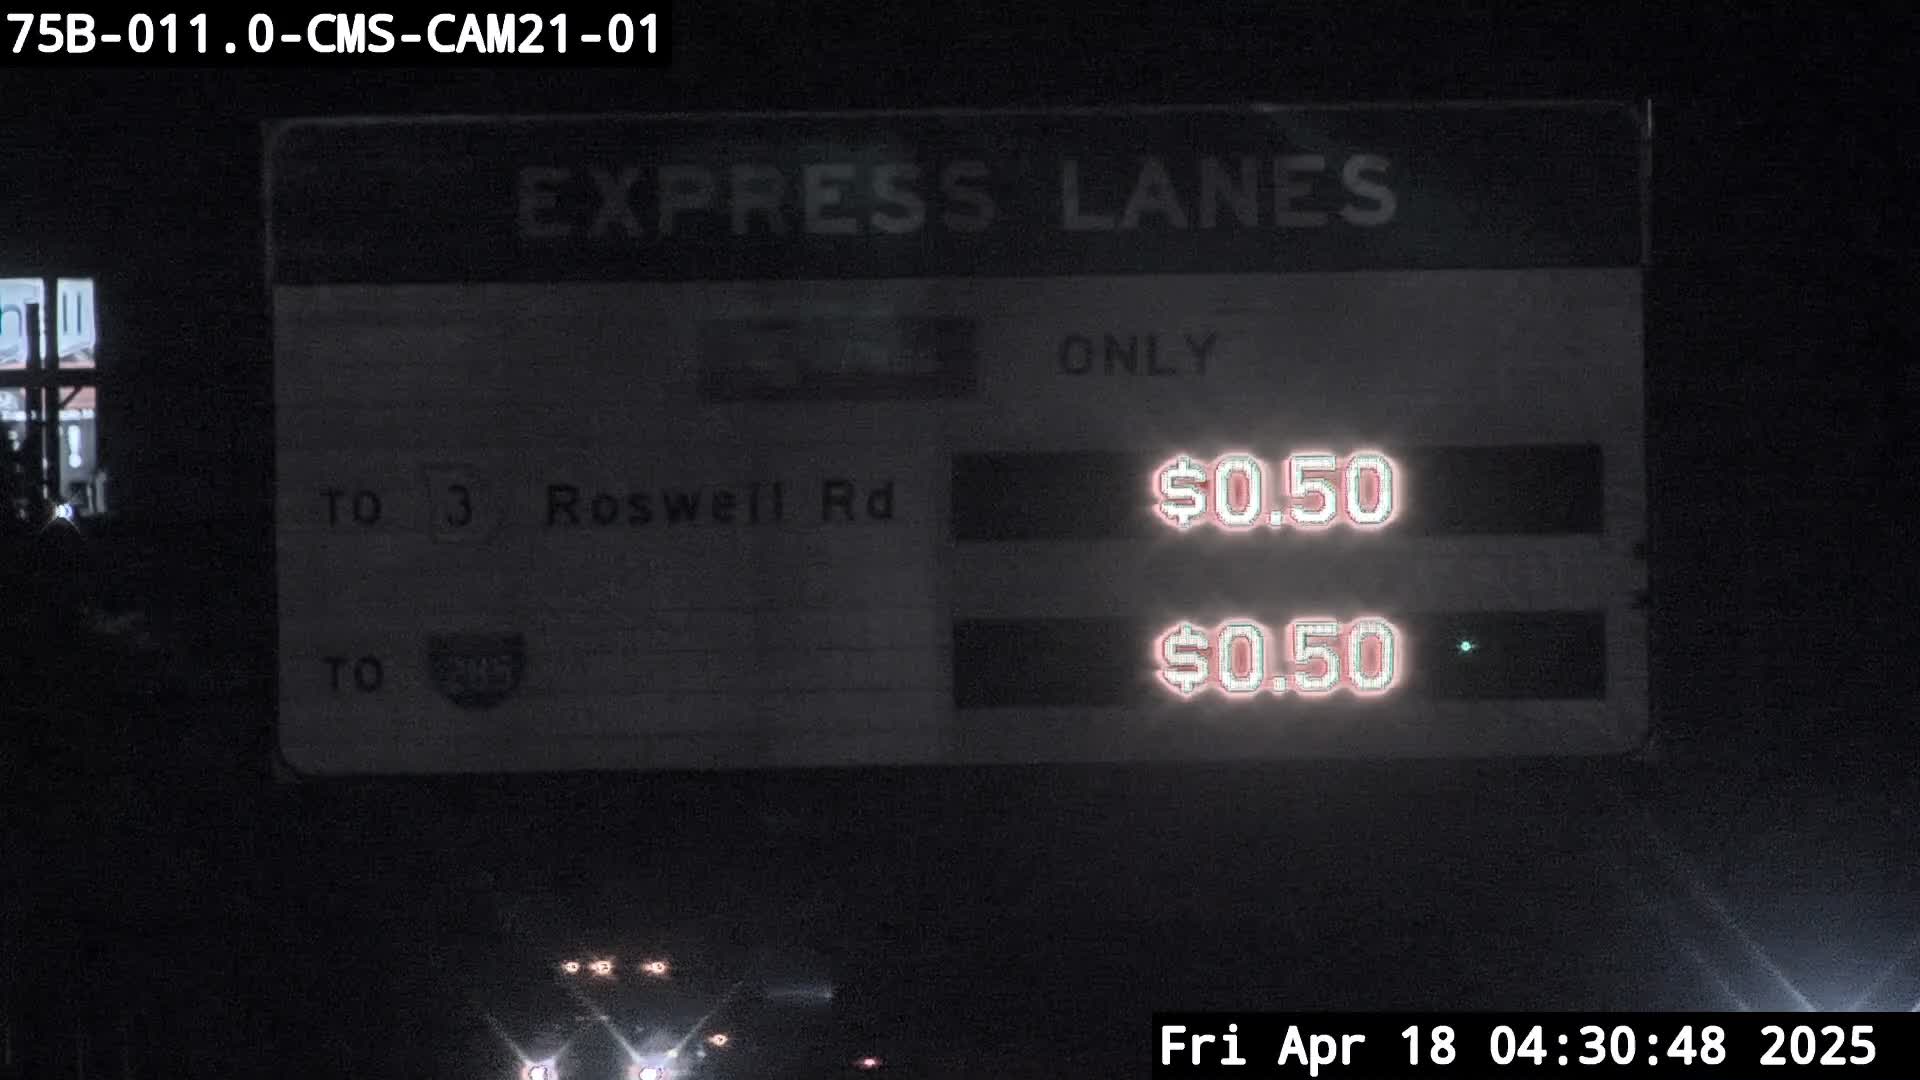 75B-011.0-CMS-CAM21-01
EXPRESS LANES
ONLY
TO 3 Roswell Rd $0.50
TO 285 $0.50
Fri Apr 18 04:30:48 2025